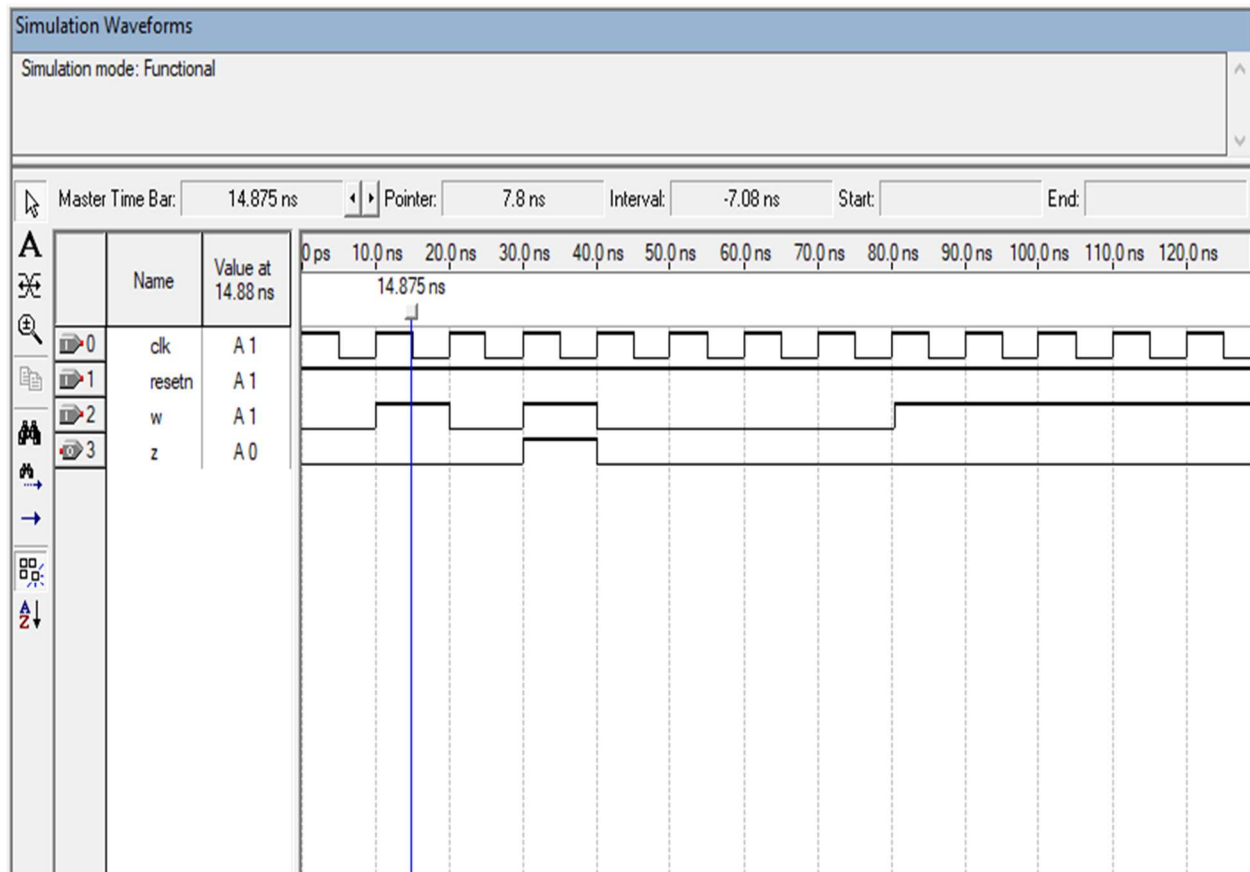 Simulation Waveforms
Simulation mode: Functional
Master Time Bar: 14.875 ns Pointer: 7.8 ns Interval: -7.08 ns Start: End:
A
Name
Value at
14.88 ns
0 ps 10.0 ns 20.0 ns 30.0 ns 40.0 ns 50.0 ns 60.0 ns 70.0 ns 80.0 ns 90.0 ns 100.0 ns 110.0 ns 120.0 ns
14.875 ns
0 clk A 1
1 resetn A 1
2 w A 1
3 z A 0
A
Z